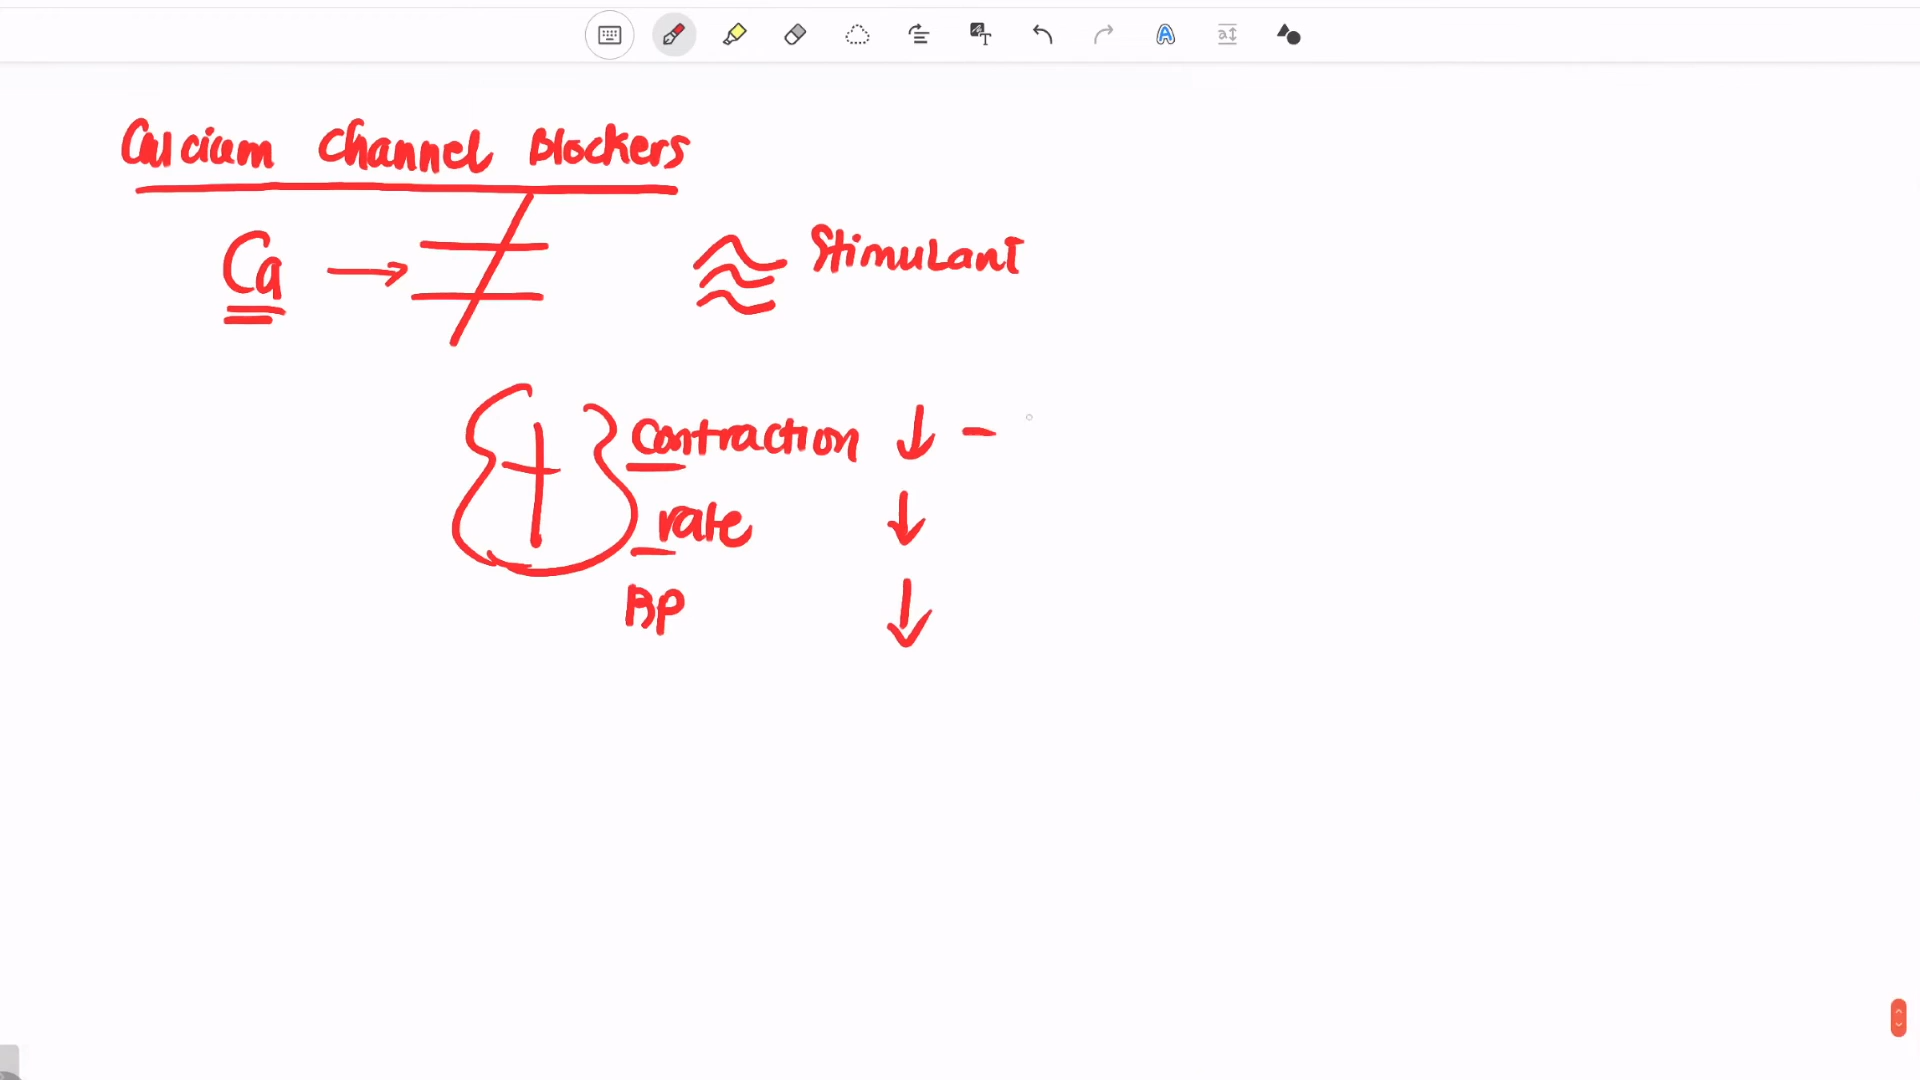 Calcium Channel Blockers
Ca → Stimulant
Contraction ↓ -
rate ↓
BP ↓